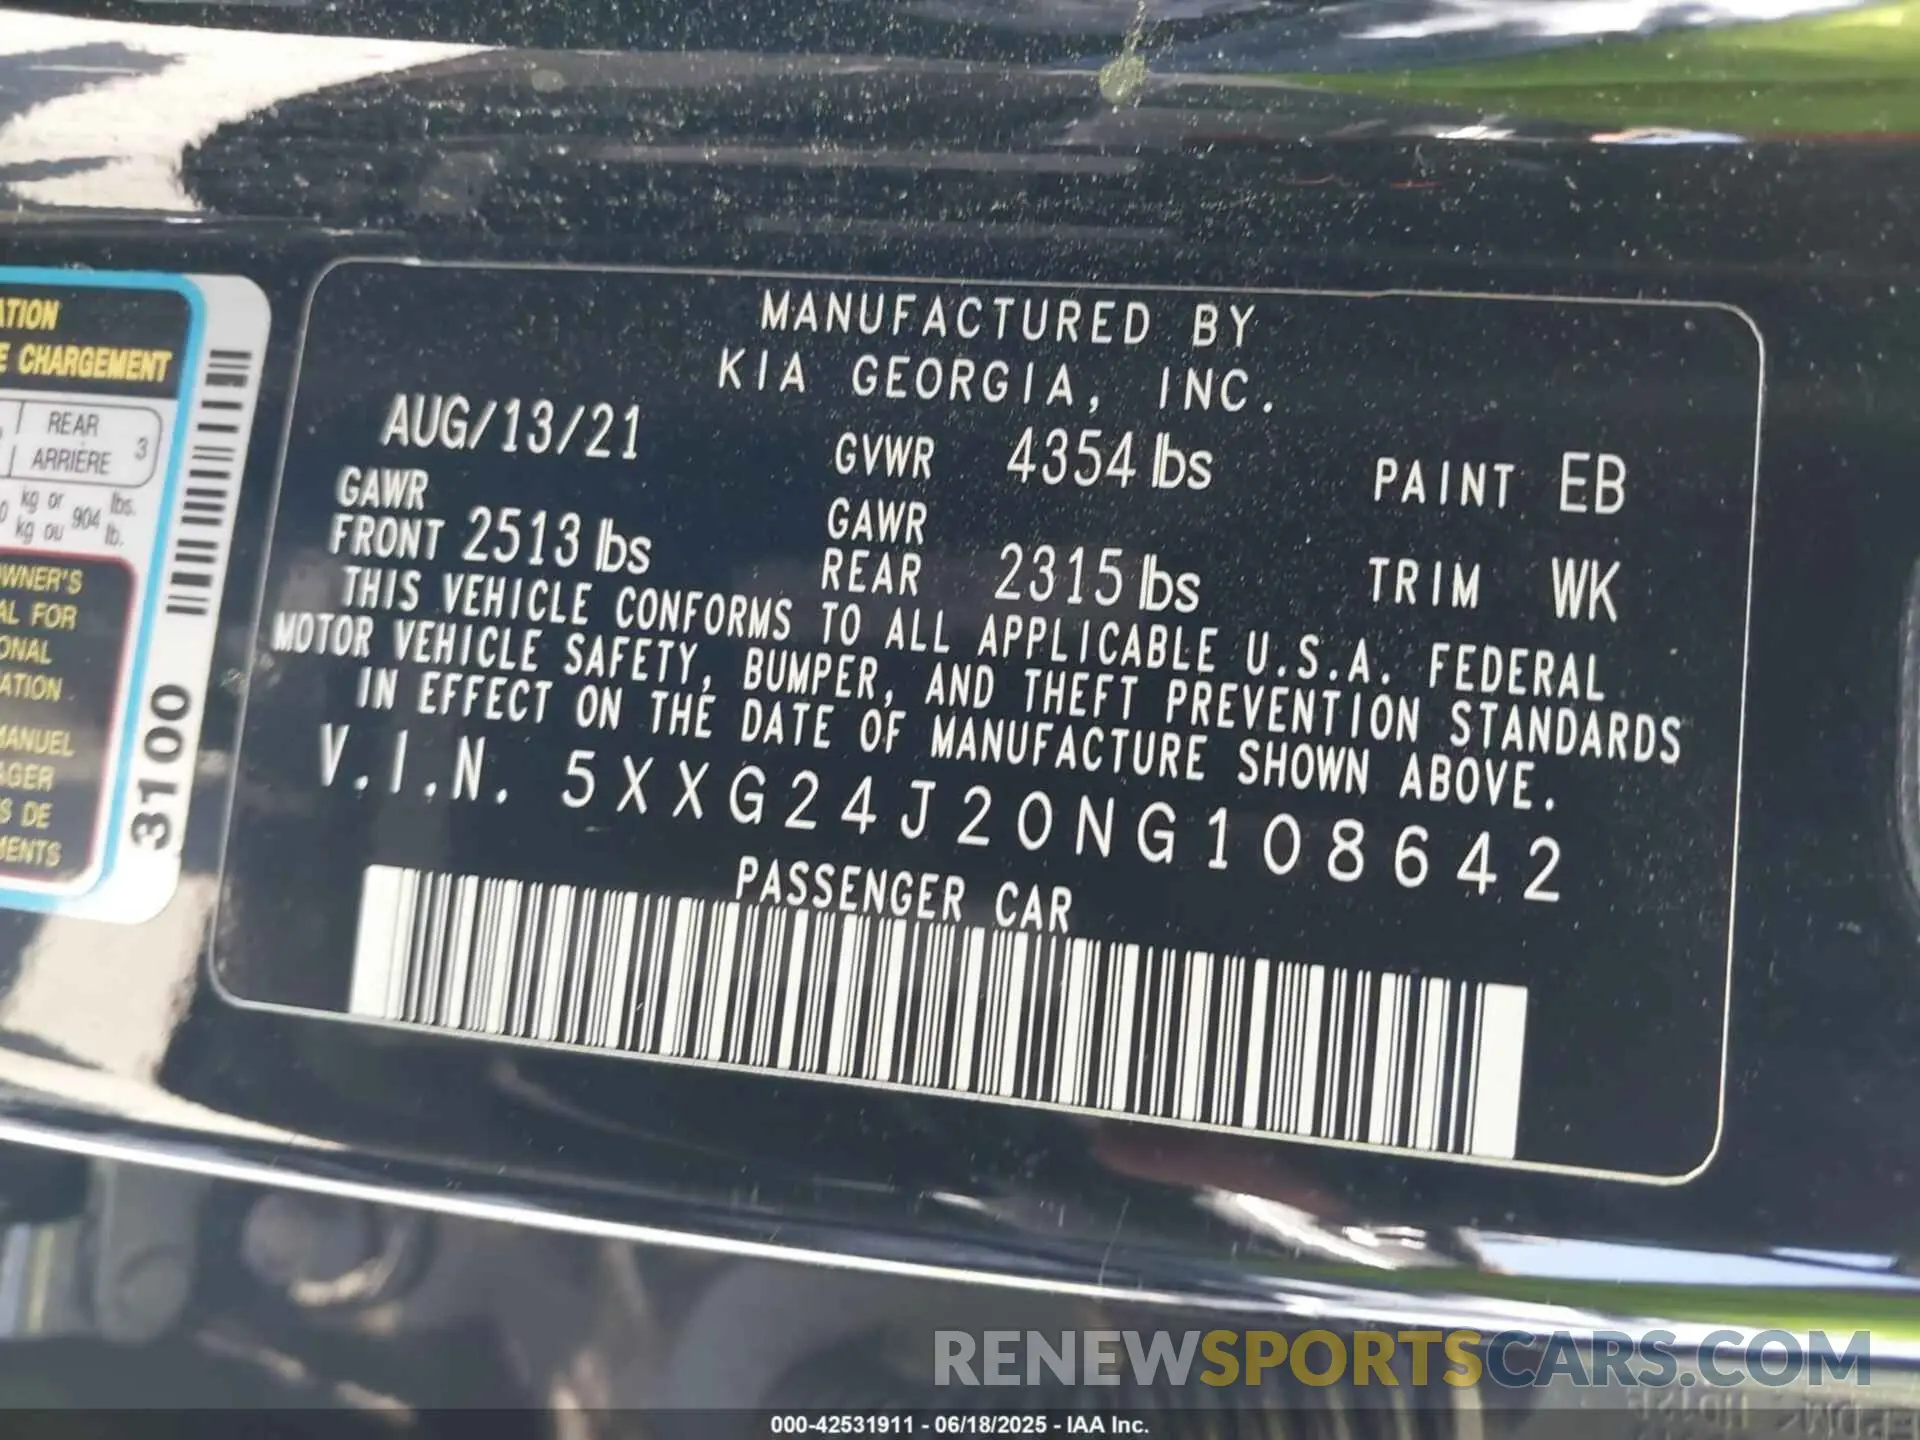 MANUFACTURED BY
KIA GEORGIA, INC.
AUG/13/21 GVWR 4354 lbs PAINT EB
GAWR FRONT 2513 lbs GAWR REAR 2315 lbs TRIM WK
THIS VEHICLE CONFORMS TO ALL APPLICABLE U.S.A. FEDERAL
MOTOR VEHICLE SAFETY, BUMPER, AND THEFT PREVENTION STANDARDS
IN EFFECT ON THE DATE OF MANUFACTURE SHOWN ABOVE.
V.I.N. 5XXG24J20NG108642
PASSENGER CAR
ATION
E CHARGEMENT
REAR
ARRIÈRE 3
kg or 904 lbs.
kg ou lb.
WNER'S
AL FOR
ONAL
ATION
MANUEL
AGER
S DE
MENTS
3100
RENEWSPORTSCARS.COM
000-42531911 - 06/18/2025 - IAA Inc.